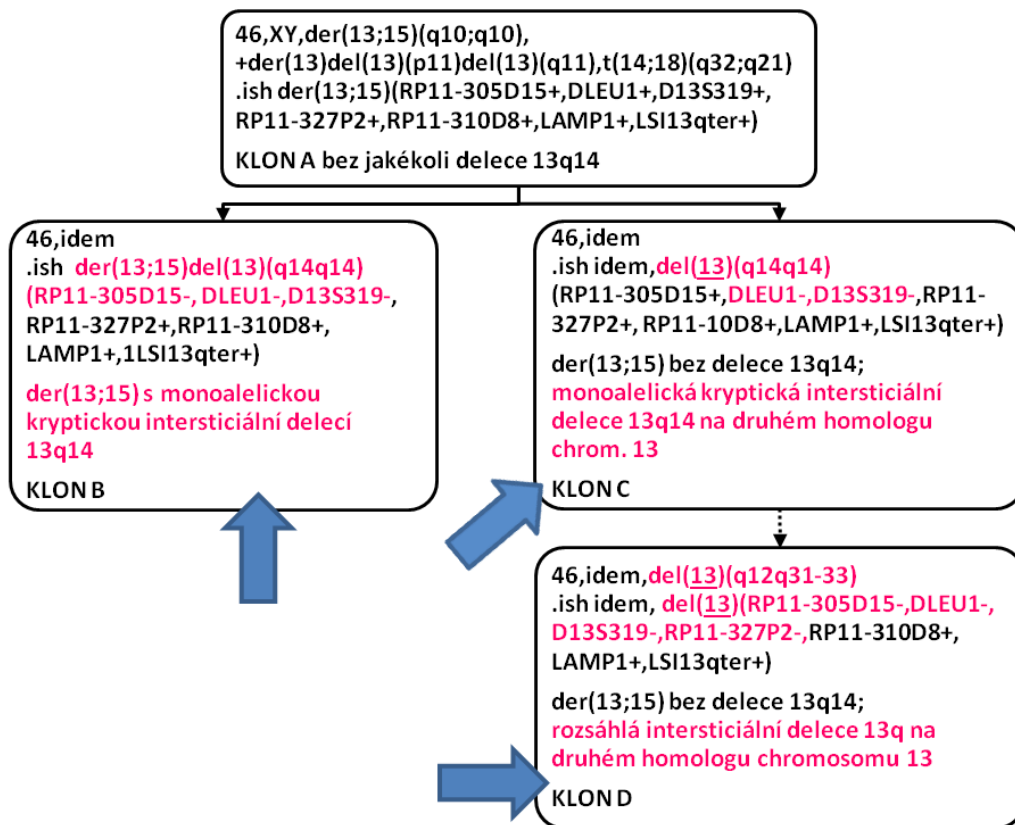 46,XY,der(13;15)(q10;q10),
+der(13)del(13)(p11)del(13)(q11),t(14;18)(q32;q21)
.ish der(13;15)(RP11-305D15+,DLEU1+,D13S319+,
RP11-327P2+,RP11-310D8+,LAMP1+,LSI13qter+)
KLON A bez jakékoli delece 13q14
46,idem
.ish der(13;15)del(13)(q14q14)
(RP11-305D15-, DLEU1-,D13S319-,
RP11-327P2+,RP11-310D8+,
LAMP1+,1LSI13qter+)
der(13;15) s monoalelickou
kryptickou intersticiální delecí
13q14
KLON B
46,idem
.ish idem,del(13)(q14q14)
(RP11-305D15+,DLEU1-,D13S319-,RP11-
327P2+, RP11-10D8+,LAMP1+,LSI13qter+)
der(13;15) bez delece 13q14;
monoalelická kryptická intersticiální
delece 13q14 na druhém homologu
chrom. 13
KLON C
46,idem,del(13)(q12q31-33)
.ish idem, del(13)(RP11-305D15-,DLEU1-,
D13S319-,RP11-327P2-,RP11-310D8+,
LAMP1+,LSI13qter+)
der(13;15) bez delece 13q14;
rozsáhlá intersticiální delece 13q na
druhém homologu chromosomu 13
KLON D